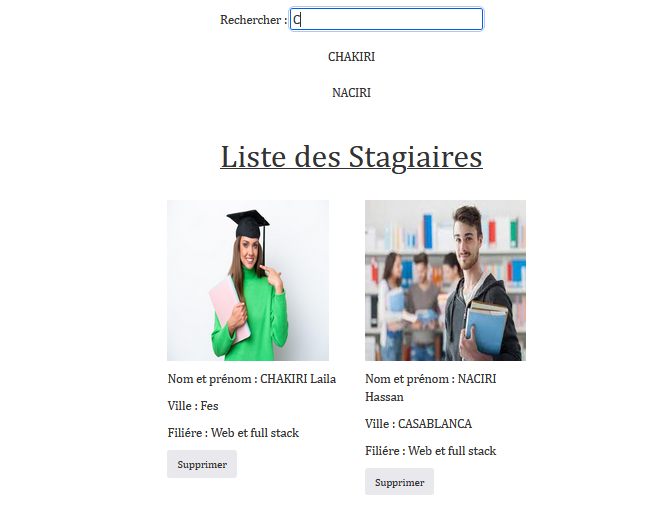 Rechercher : C
CHAKIRI
NACIRI
Liste des Stagiaires
Nom et prénom : CHAKIRI Laila
Ville : Fes
Filiére : Web et full stack
Supprimer
Nom et prénom : NACIRI
Hassan
Ville : CASABLANCA
Filiére : Web et full stack
Supprimer